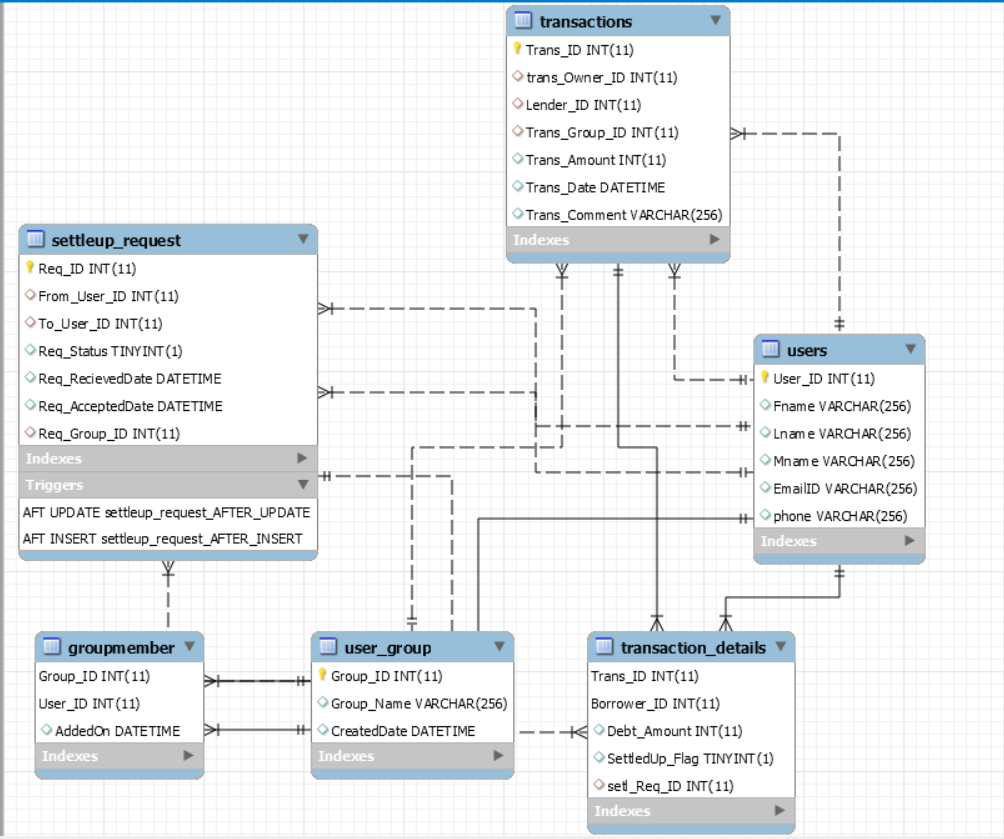 transactions
Trans_ID INT(11)
trans_Owner_ID INT(11)
Lender_ID INT(11)
Trans_Group_ID INT(11)
Trans_Amount INT(11)
Trans_Date DATETIME
Trans_Comment VARCHAR(256)
Indexes
settleup_request
Req_ID INT(11)
From_User_ID INT(11)
To_User_ID INT(11)
Req_Status TINYINT(1)
Req_RecievedDate DATETIME
Req_AcceptedDate DATETIME
Req_Group_ID INT(11)
Indexes
Triggers
AFT UPDATE settleup_request_AFTER_UPDATE
AFT INSERT settleup_request_AFTER_INSERT
users
User_ID INT(11)
Fname VARCHAR(256)
Lname VARCHAR(256)
Mname VARCHAR(256)
EmailID VARCHAR(256)
phone VARCHAR(256)
Indexes
groupmember
Group_ID INT(11)
User_ID INT(11)
AddedOn DATETIME
Indexes
user_group
Group_ID INT(11)
Group_Name VARCHAR(256)
CreatedDate DATETIME
Indexes
transaction_details
Trans_ID INT(11)
Borrower_ID INT(11)
Debt_Amount INT(11)
SettledUp_Flag TINYINT(1)
setl_Req_ID INT(11)
Indexes